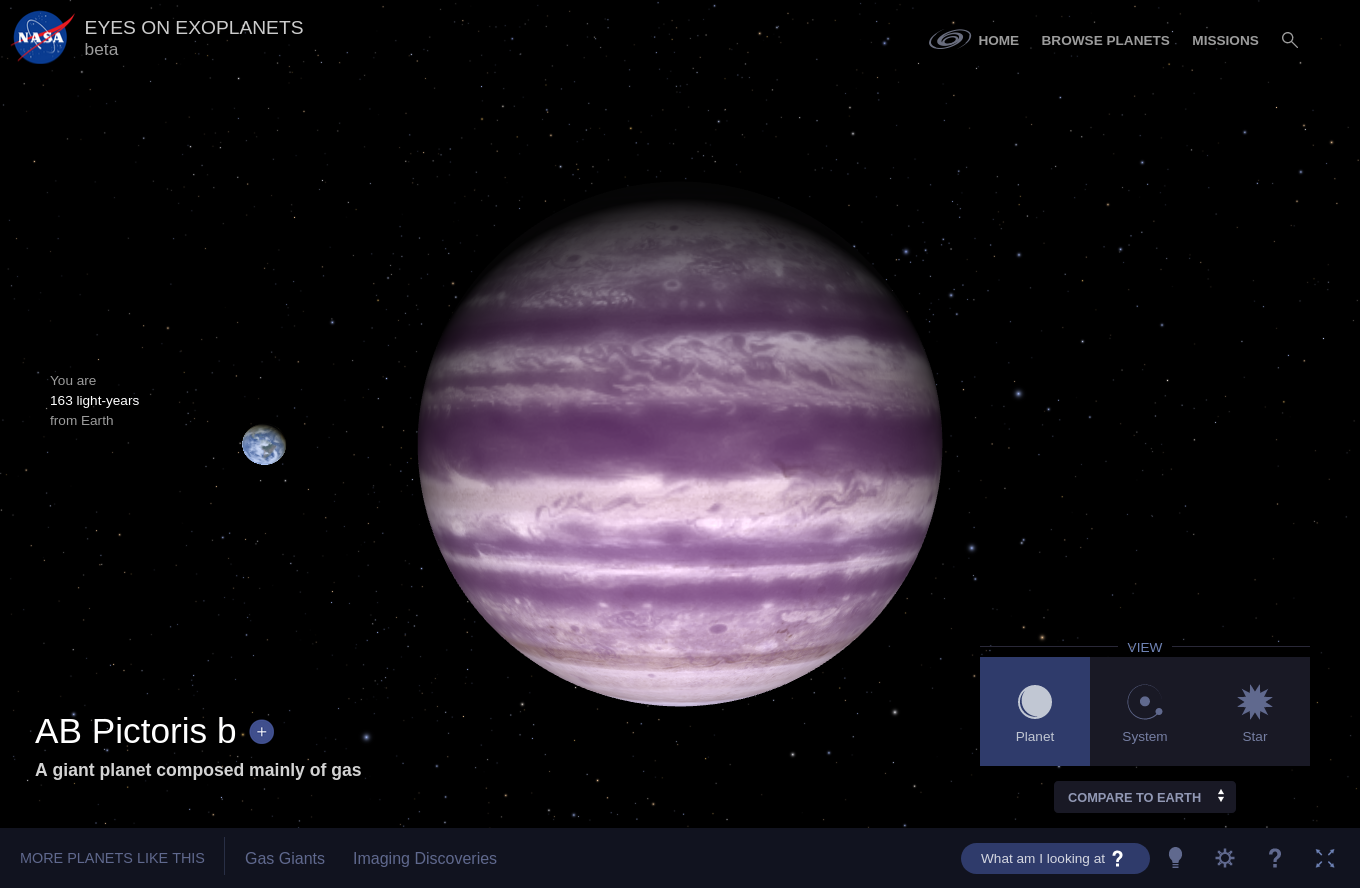 NASA
EYES ON EXOPLANETS
beta
HOME
BROWSE PLANETS
MISSIONS
You are
163 light-years
from Earth
AB Pictoris b +
A giant planet composed mainly of gas
VIEW
Planet
System
Star
COMPARE TO EARTH
MORE PLANETS LIKE THIS
Gas Giants
Imaging Discoveries
What am I looking at ?
?